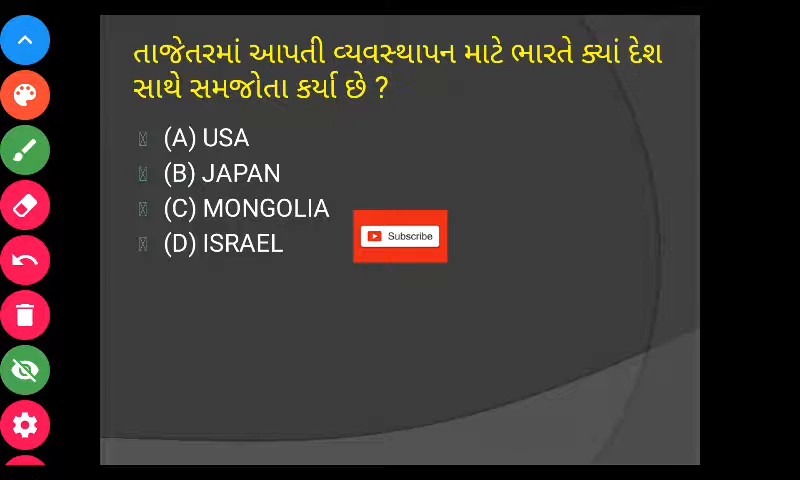 તાજેતરમાં આપતી વ્યવસ્થાપન માટે ભારતે ક્યાં દેશ
સાથે સમજોતા કર્યા છે ?
(A) USA
(B) JAPAN
(C) MONGOLIA
(D) ISRAEL
Subscribe